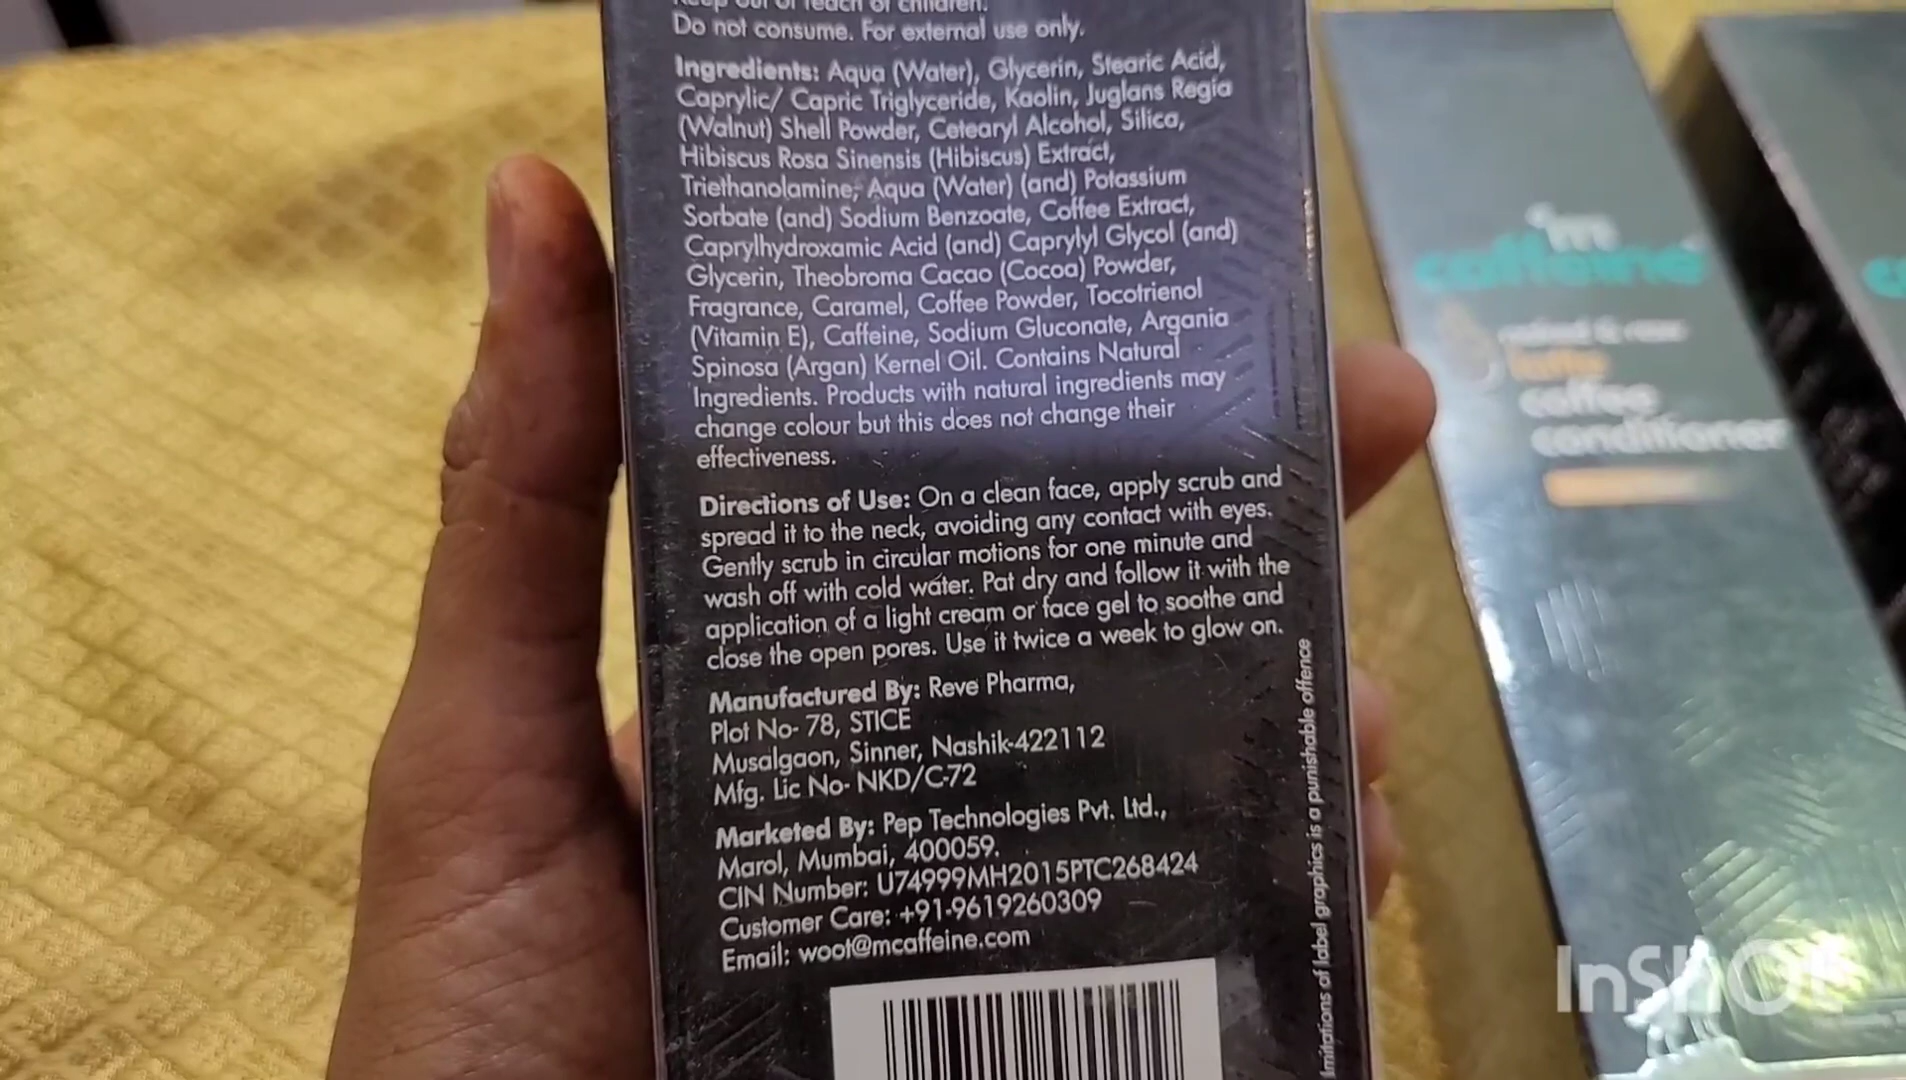 Keep out of reach of children.
Do not consume. For external use only.
Ingredients: Aqua (Water), Glycerin, Stearic Acid,
Caprylic/ Capric Triglyceride, Kaolin, Juglans Regia
(Walnut) Shell Powder, Cetearyl Alcohol, Silica,
Hibiscus Rosa Sinensis (Hibiscus) Extract,
Triethanolamine, Aqua (Water) (and) Potassium
Sorbate (and) Sodium Benzoate, Coffee Extract,
Caprylhydroxamic Acid (and) Caprylyl Glycol (and)
Glycerin, Theobroma Cacao (Cocoa) Powder,
Fragrance, Caramel, Coffee Powder, Tocotrienol
(Vitamin E), Caffeine, Sodium Gluconate, Argania
Spinosa (Argan) Kernel Oil. Contains Natural
Ingredients. Products with natural ingredients may
change colour but this does not change their
effectiveness.
Directions of Use: On a clean face, apply scrub and
spread it to the neck, avoiding any contact with eyes.
Gently scrub in circular motions for one minute and
wash off with cold water. Pat dry and follow it with the
application of a light cream or face gel to soothe and
close the open pores. Use it twice a week to glow on.
Manufactured By: Reve Pharma,
Plot No- 78, STICE
Musalgaon, Sinner, Nashik-422112
Mfg. Lic No- NKD/C-72
Marketed By: Pep Technologies Pvt. Ltd.,
Marol, Mumbai, 400059.
CIN Number: U74999MH2015PTC268424
Customer Care: +91-9619260309
Email: woot@mcaffeine.com
Imitations of label graphics is a punishable offence
m
caffeine
latte
coffee
conditioner
InShOt